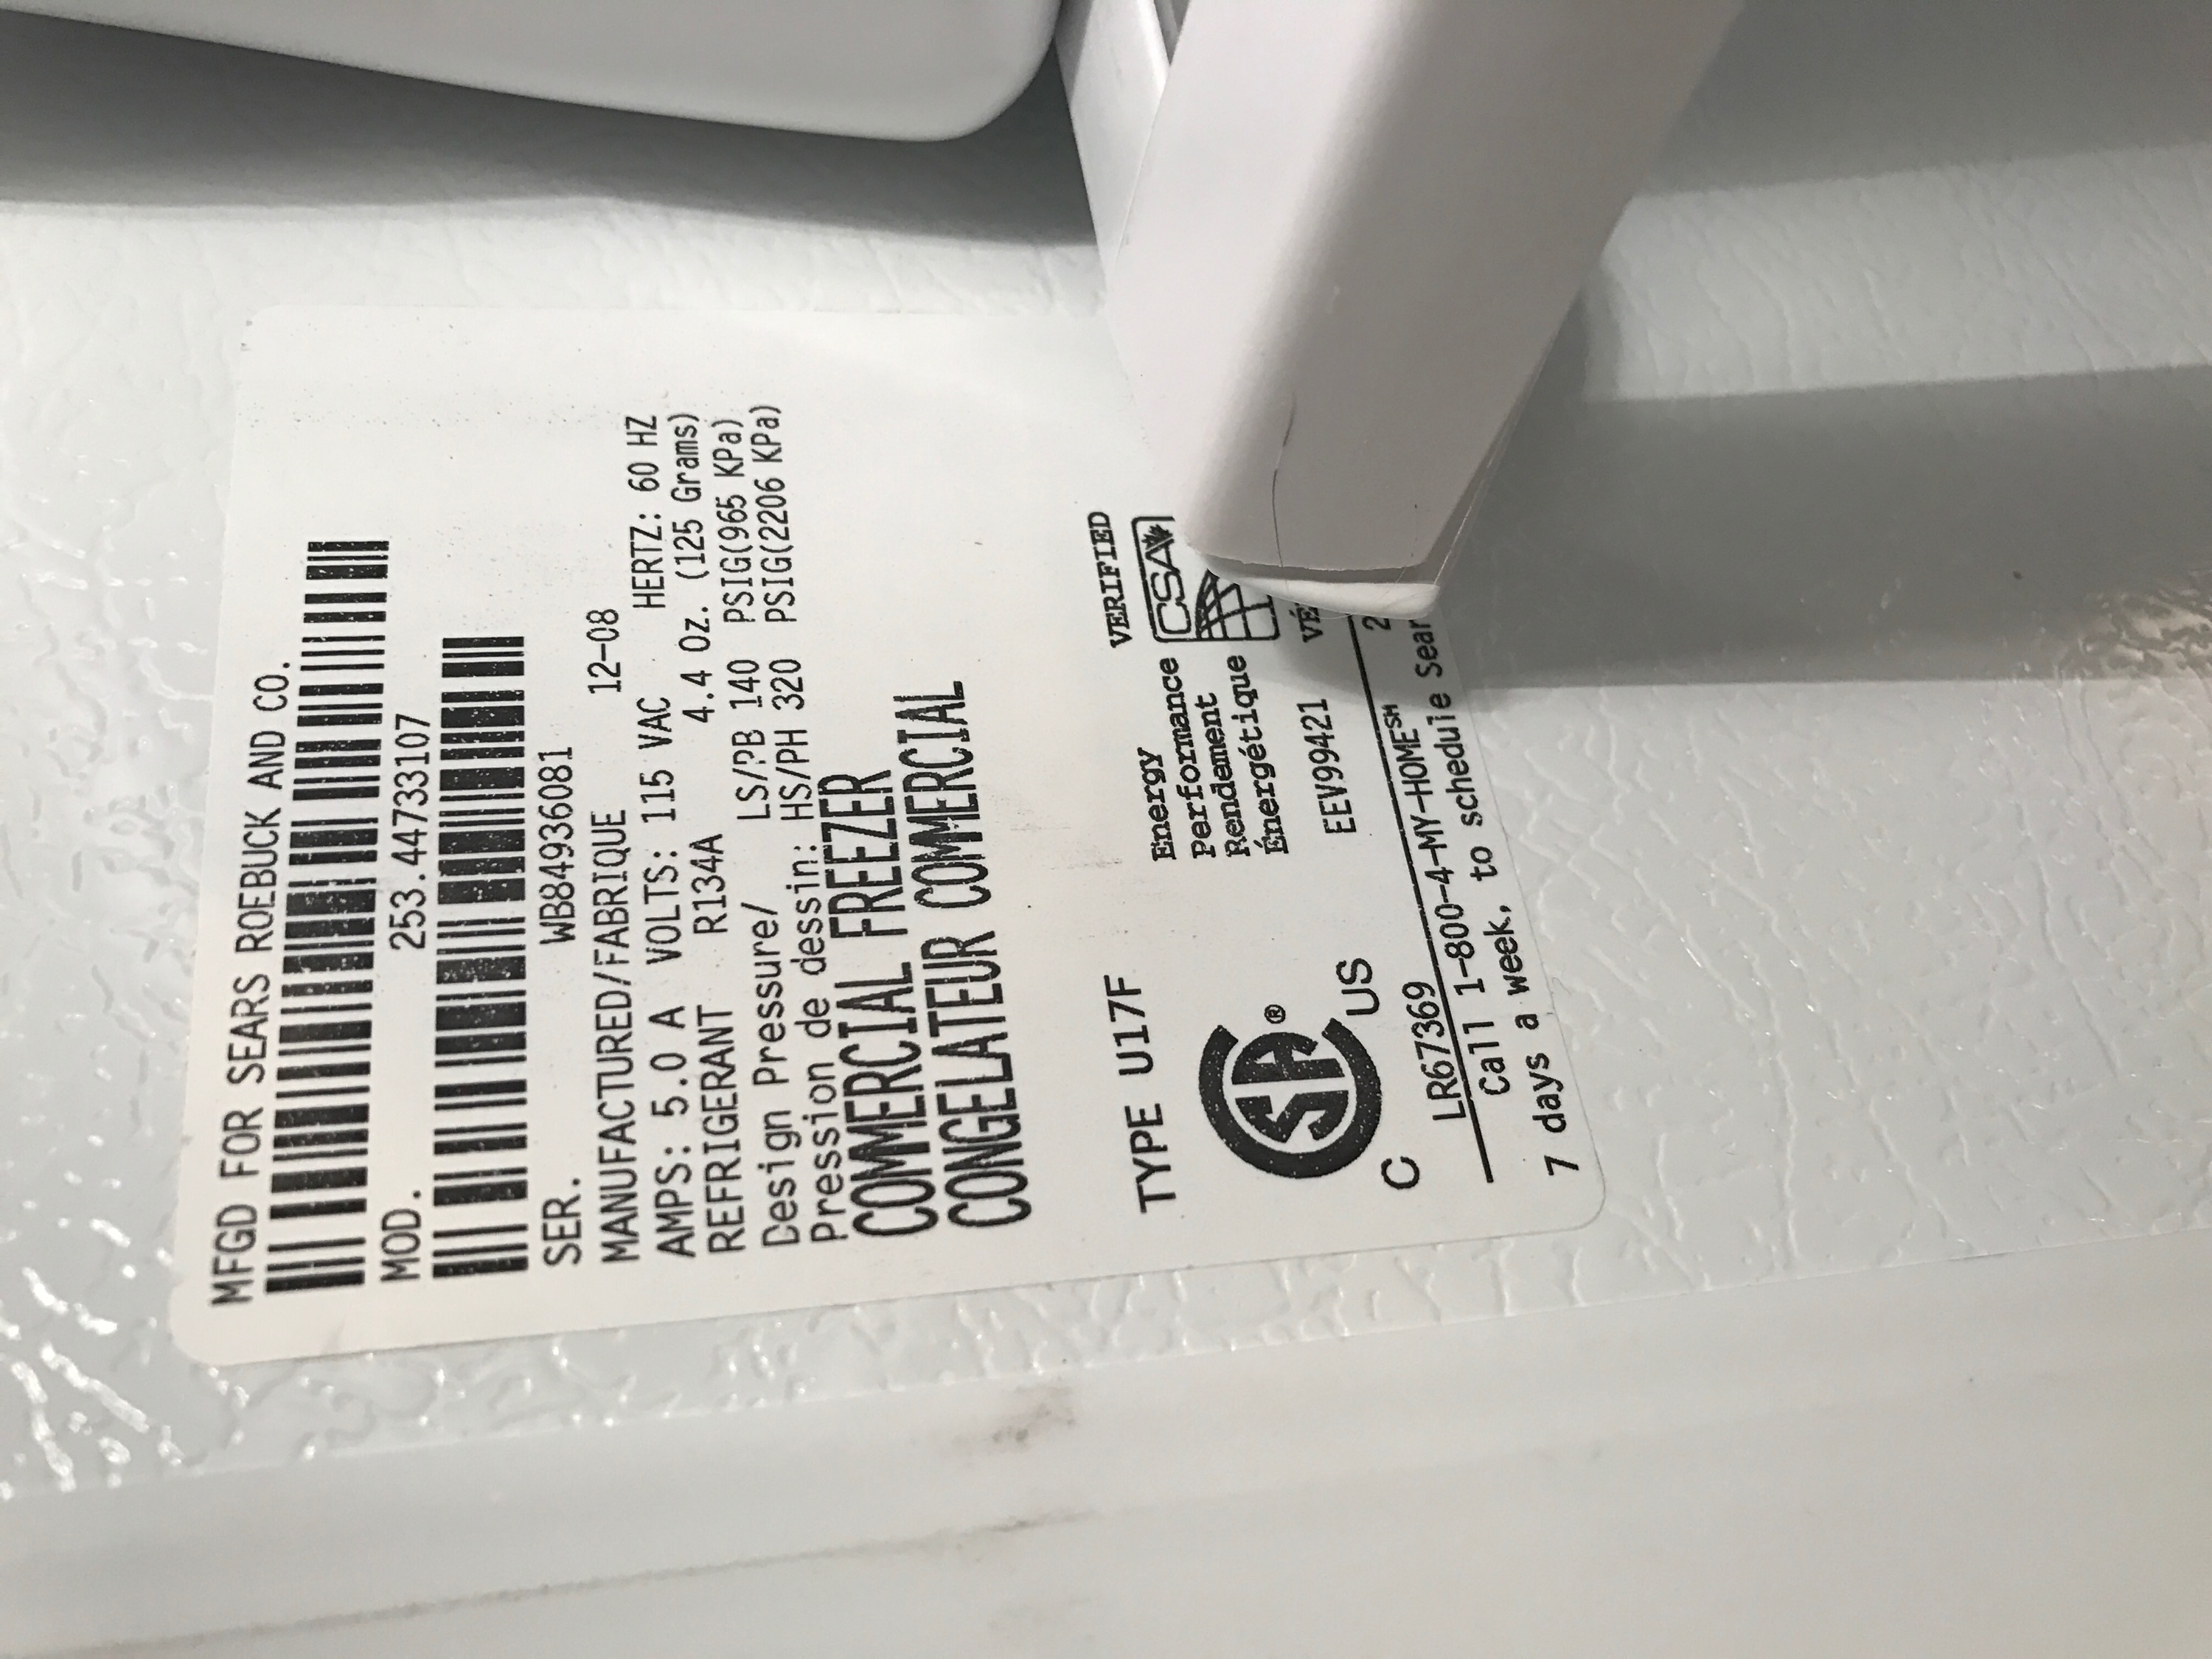 MFGD FOR SEARS ROEBUCK AND CO.
MOD. 253.44733107
SER. WB84936081
MANUFACTURED/FABRIQUE 12-08
AMPS: 5.0 A VOLTS: 115 VAC HERTZ: 60 HZ
REFRIGERANT R134A 4.4 Oz. (125 Grams)
Design Pressure/ LS/PB 140 PSIG(965 KPa)
Pression de dessin: HS/PH 320 PSIG(2206 KPa)
COMMERCIAL FREEZER
CONGELATEUR COMMERCIAL
TYPE U17F
SA ®
C US
LR67369
VERIFIED
Energy
Performance
Rendement
Énergétique
CSA
EEV99421
Call 1-800-4-MY-HOME℠ 2
7 days a week, to schedule Sear